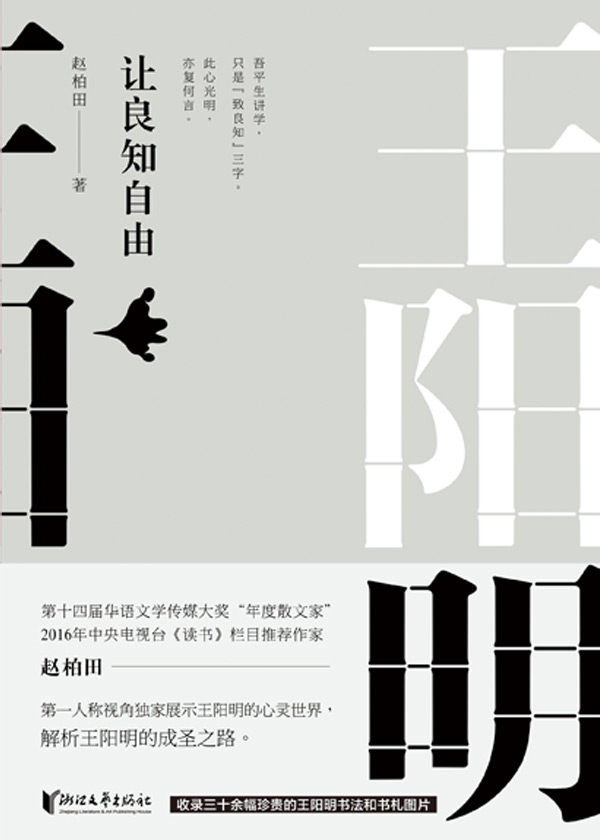 王阳明
让良知自由
赵柏田
著
吾平生讲学，
只是「致良知」三字。
此心光明，
亦复何言。
第十四届华语文学传媒大奖“年度散文家”
2016年中央电视台《读书》栏目推荐作家
赵柏田
第一人称视角独家展示王阳明的心灵世界，
解析王阳明的成圣之路。
浙江文艺出版社
Zhejiang Literature & Art Publishing House
收录三十余幅珍贵的王阳明书法和书札图片